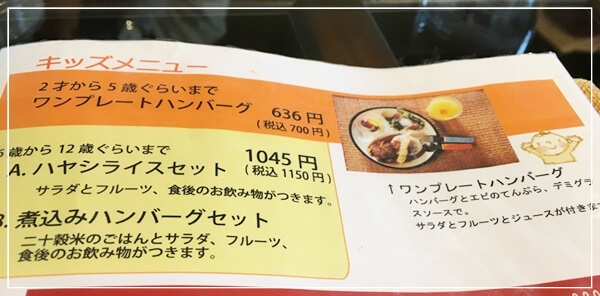 キッズメニュー
2才から5歳ぐらいまで
ワンプレートハンバーグ 636円
(税込700円)
歳から12歳ぐらいまで
A. ハヤシライスセット 1045円
(税込1150円)
サラダとフルーツ、食後のお飲み物がつきます。
煮込みハンバーグセット
二十穀米のごはんとサラダ、フルーツ、
食後のお飲み物がつきます。
↑ワンプレートハンバーグ
ハンバーグとエビのてんぷら、デミグラ
スソースで。
サラダとフルーツとジュースが付き